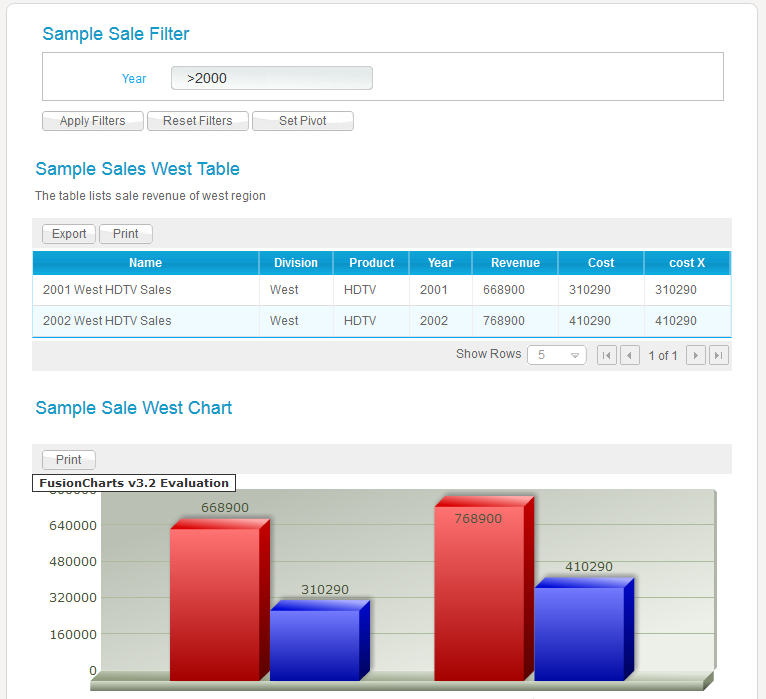 Sample Sale Filter
Year >2000
Apply Filters Reset Filters Set Pivot
Sample Sales West Table
The table lists sale revenue of west region
Export Print
Name Division Product Year Revenue Cost cost X
2001 West HDTV Sales West HDTV 2001 668900 310290 310290
2002 West HDTV Sales West HDTV 2002 768900 410290 410290
Show Rows 5 1 of 1
Sample Sale West Chart
Print
FusionCharts v3.2 Evaluation
668900
768900
640000
410290
480000
310290
320000
160000
0